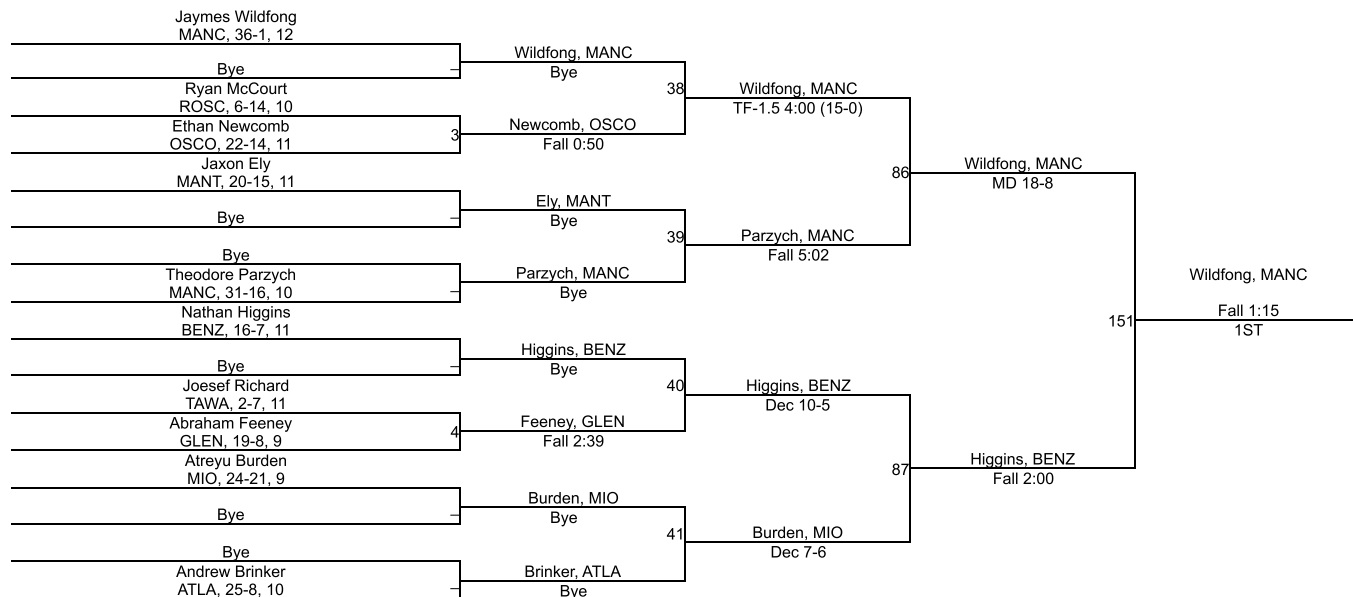 Jaymes Wildfong
MANC, 36-1, 12
Bye
–
Ryan McCourt
ROSC, 6-14, 10
Ethan Newcomb
OSCO, 22-14, 11
3
Jaxon Ely
MANT, 20-15, 11
Bye
–
Bye
Theodore Parzych
MANC, 31-16, 10
–
Nathan Higgins
BENZ, 16-7, 11
Bye
–
Joesef Richard
TAWA, 2-7, 11
Abraham Feeney
GLEN, 19-8, 9
4
Atreyu Burden
MIO, 24-21, 9
Bye
–
Bye
Andrew Brinker
ATLA, 25-8, 10
–
Wildfong, MANC
Bye
38
Newcomb, OSCO
Fall 0:50
Ely, MANT
Bye
39
Parzych, MANC
Bye
Higgins, BENZ
Bye
40
Feeney, GLEN
Fall 2:39
Burden, MIO
Bye
41
Brinker, ATLA
Bye
Wildfong, MANC
TF-1.5 4:00 (15-0)
86
Parzych, MANC
Fall 5:02
Higgins, BENZ
Dec 10-5
87
Burden, MIO
Dec 7-6
Wildfong, MANC
MD 18-8
151
Higgins, BENZ
Fall 2:00
Wildfong, MANC
Fall 1:15
1ST